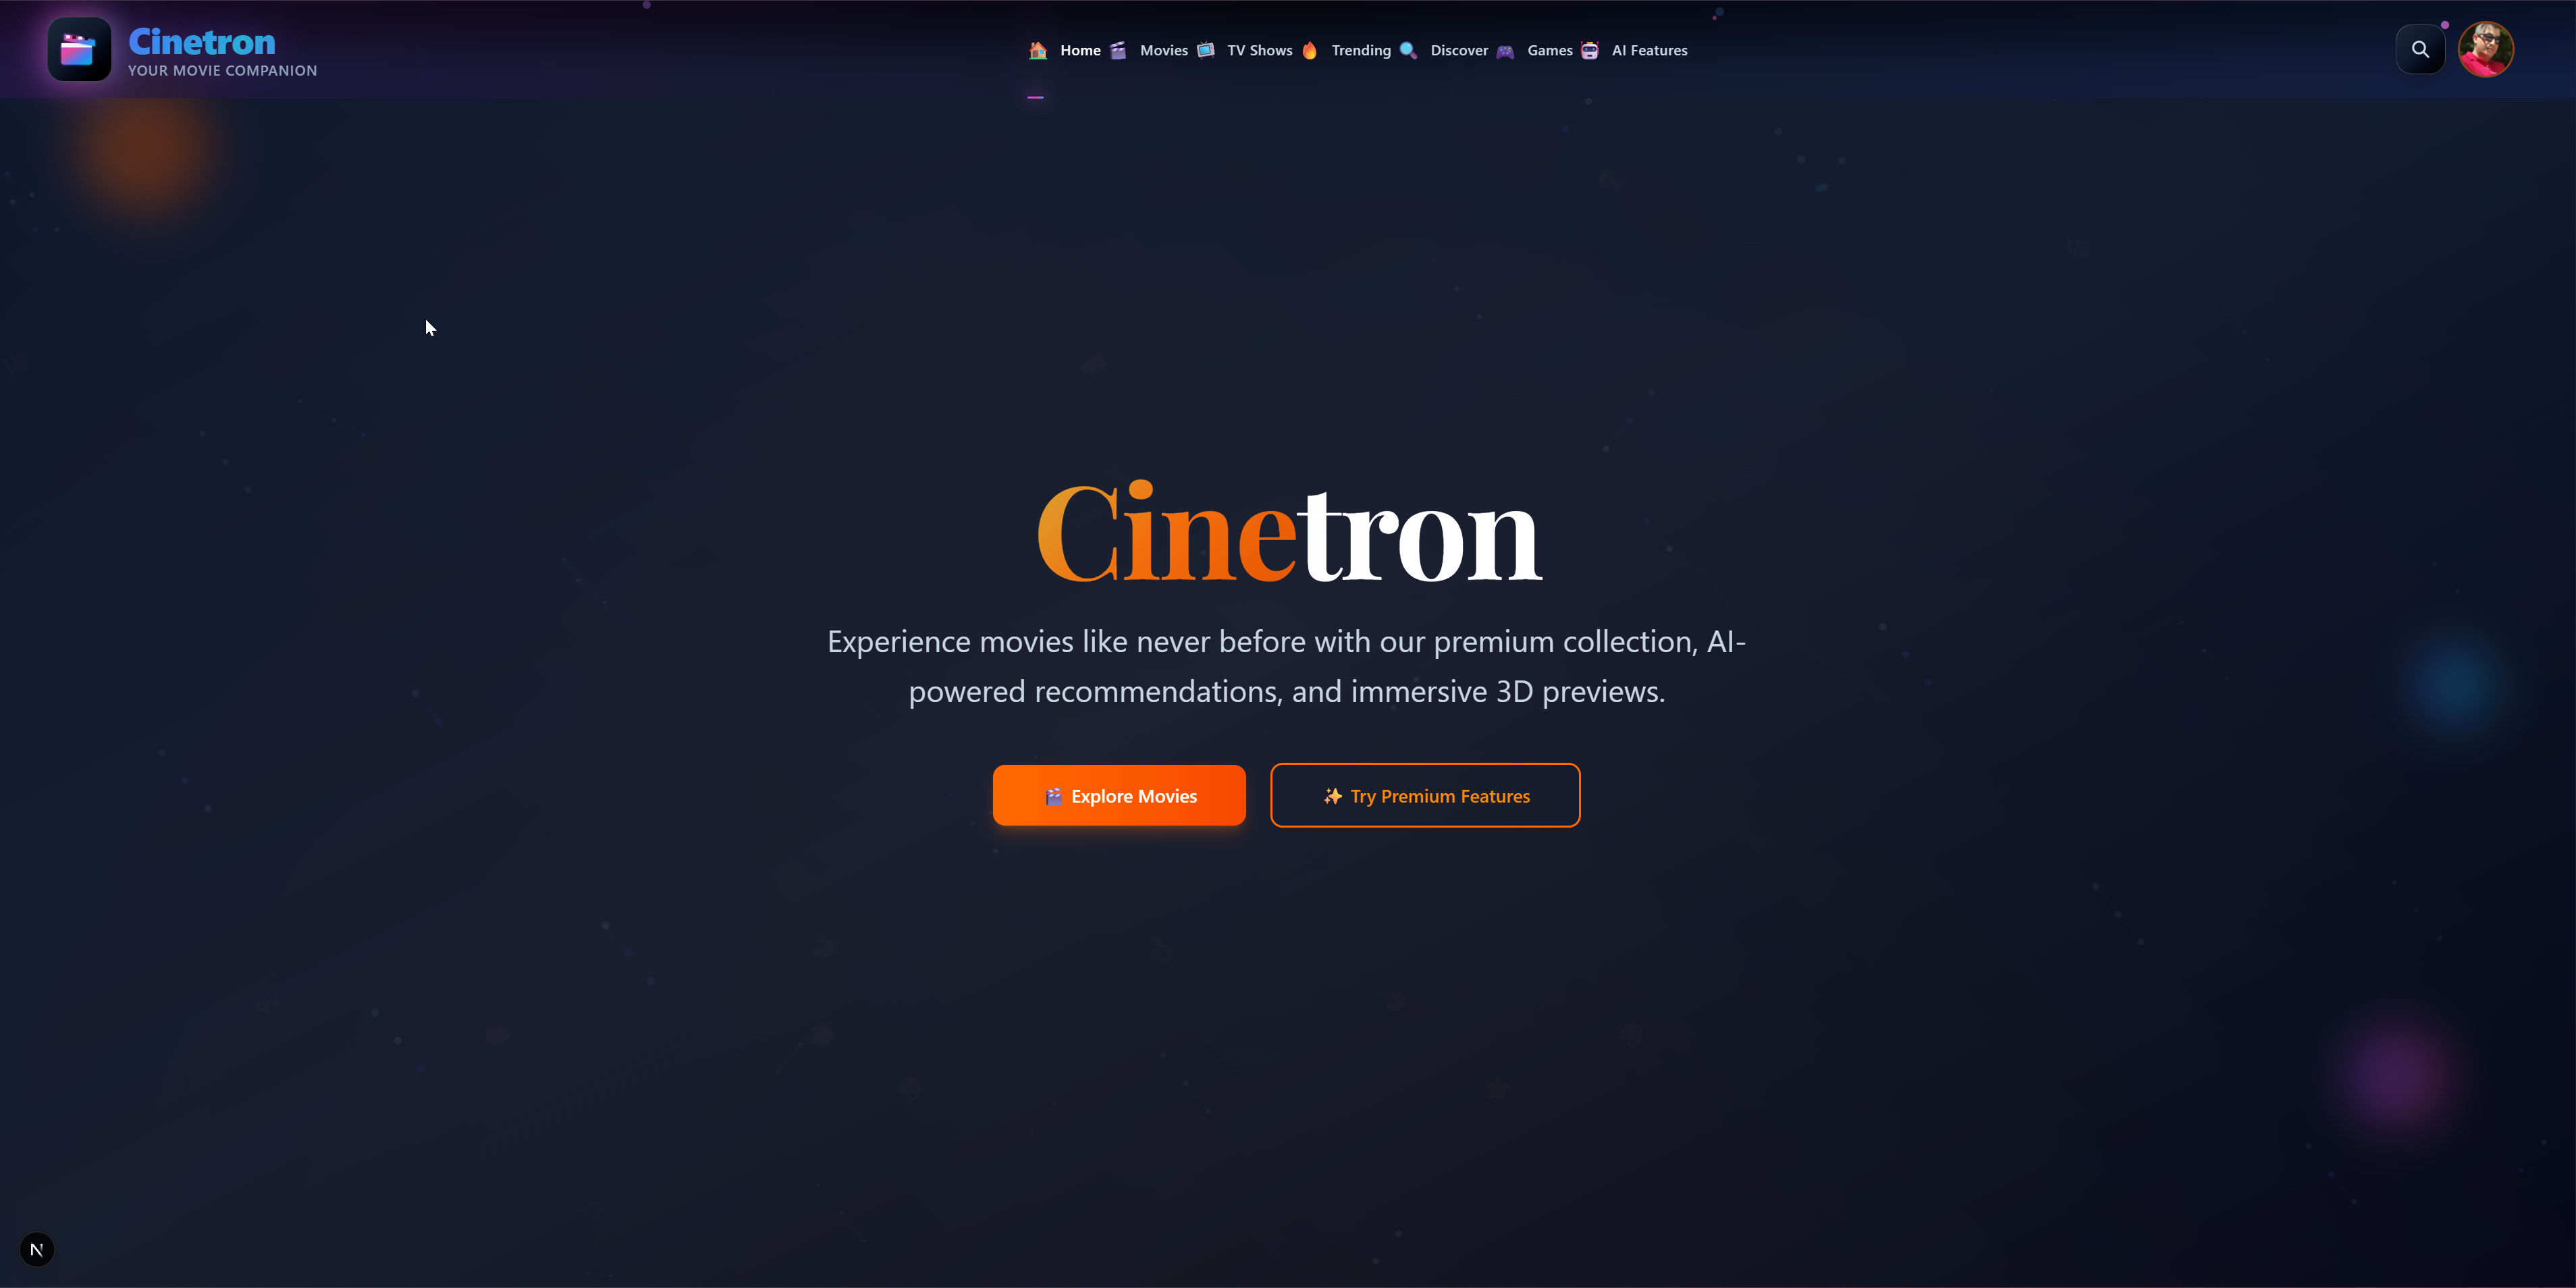 Cinetron
YOUR MOVIE COMPANION
Home Movies TV Shows Trending Discover Games AI Features
Cinetron
Experience movies like never before with our premium collection, AI-
powered recommendations, and immersive 3D previews.
Explore Movies Try Premium Features
N